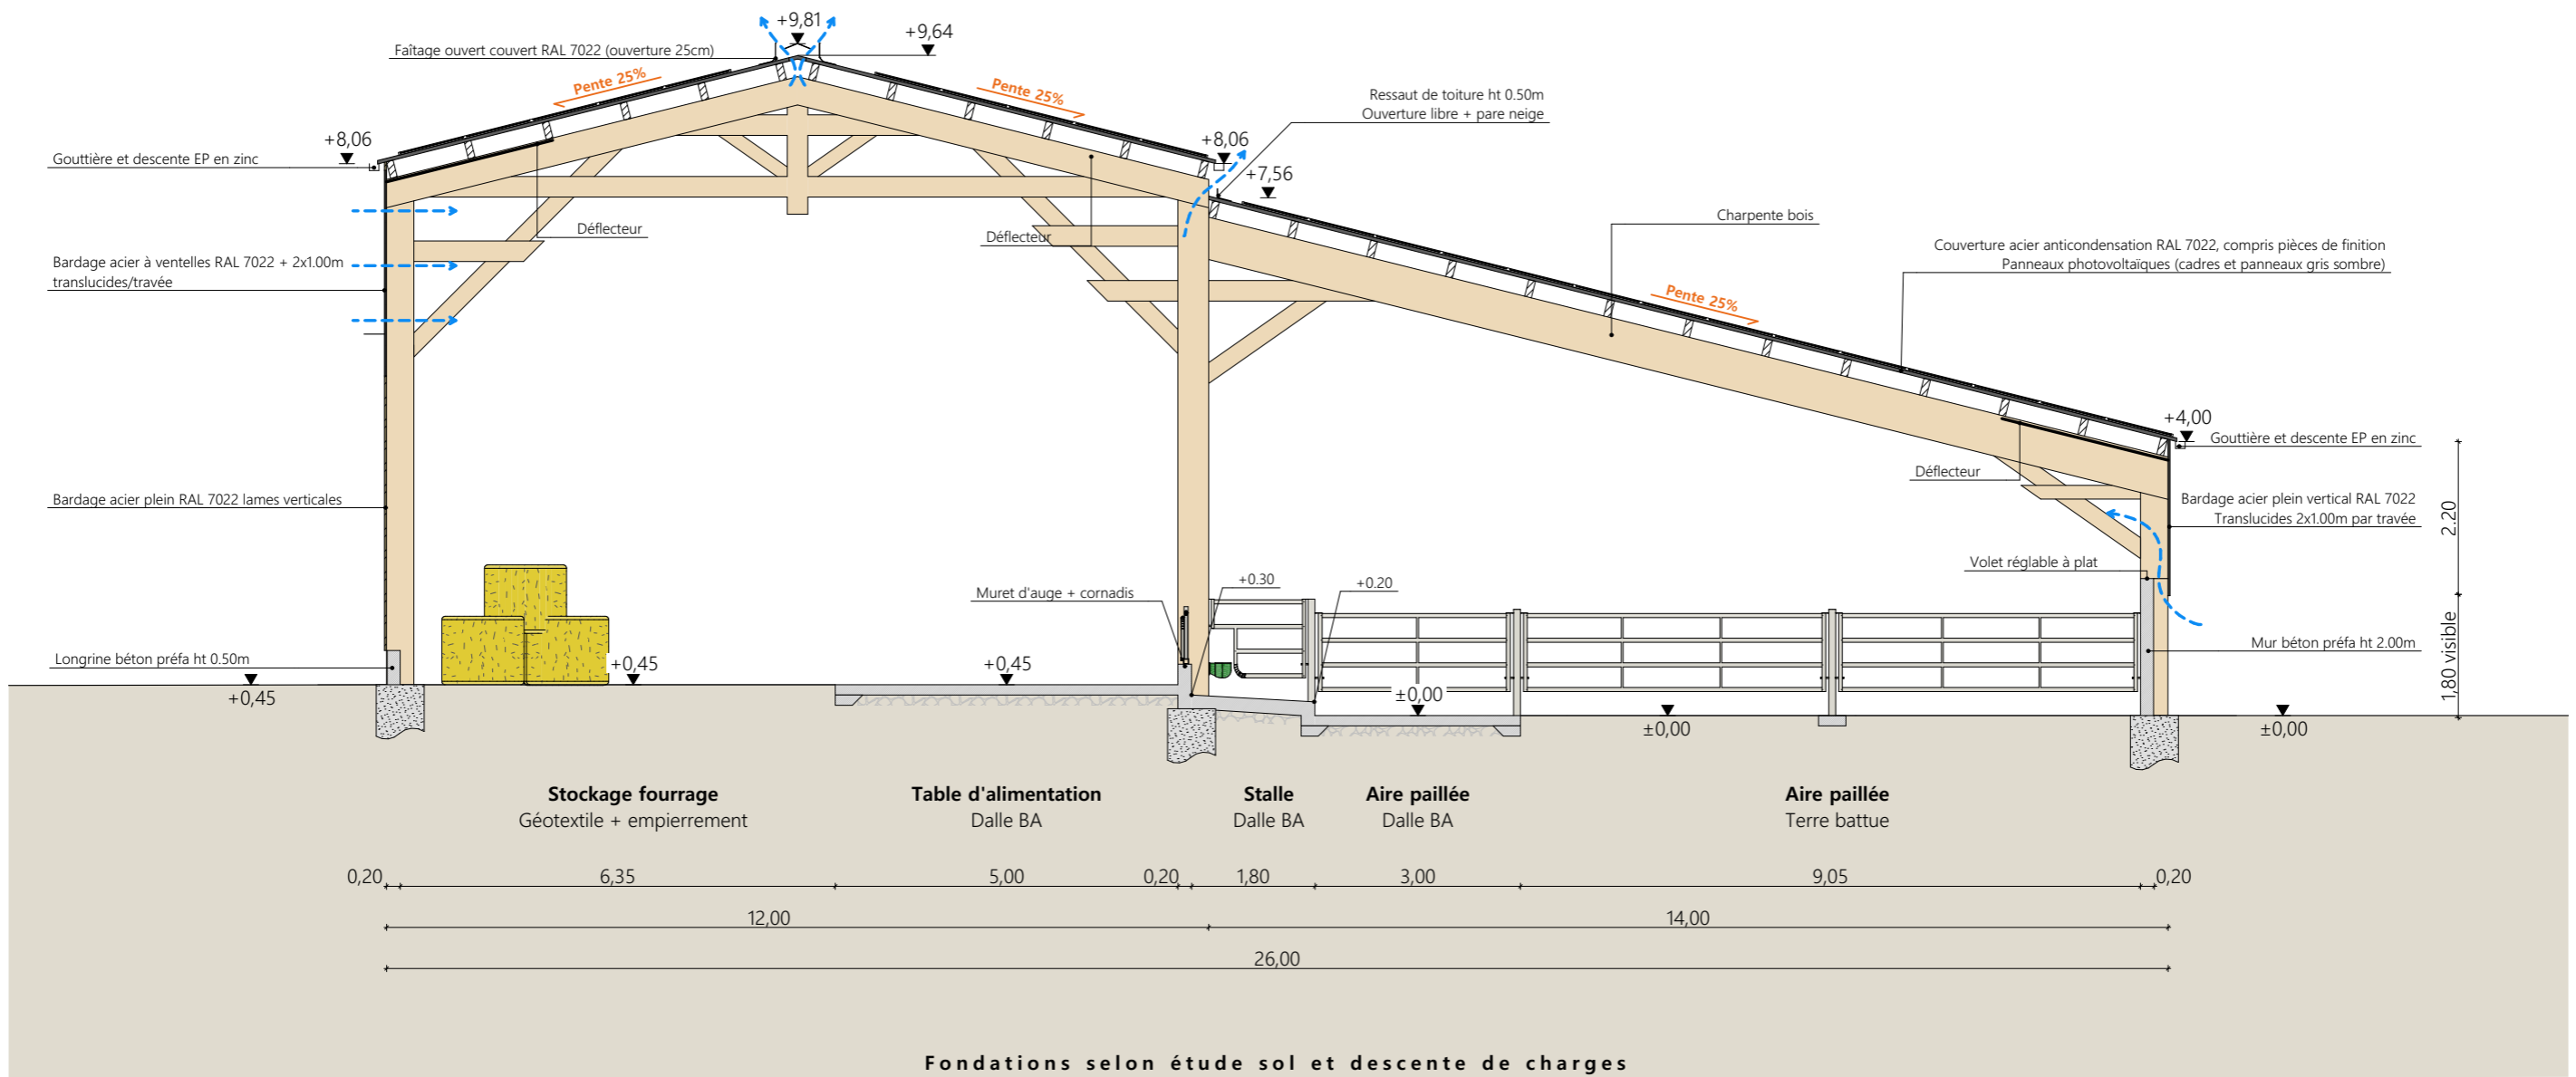 +9,81
+9,64
Faîtage ouvert couvert RAL 7022 (ouverture 25cm)
Pente 25%
Pente 25%
Ressaut de toiture ht 0.50m
Ouverture libre + pare neige
+8,06
+8,06
Gouttière et descente EP en zinc
+7,56
Charpente bois
Déflecteur
Déflecteur
Couverture acier anticondensation RAL 7022, compris pièces de finition
Panneaux photovoltaïques (cadres et panneaux gris sombre)
Bardage acier à ventelles RAL 7022 + 2x1.00m
translucides/travée
Pente 25%
+4,00
Gouttière et descente EP en zinc
Déflecteur
Bardage acier plein RAL 7022 lames verticales
Bardage acier plein vertical RAL 7022
Translucides 2x1.00m par travée
2.20
Volet réglable à plat
+0.30
+0.20
Muret d'auge + cornadis
Mur béton préfa ht 2.00m
1,80 visible
Longrine béton préfa ht 0.50m
+0,45
+0,45
+0,45
±0,00
±0,00
±0,00
Stockage fourrage
Géotextile + empierrement
Table d'alimentation
Dalle BA
Stalle
Dalle BA
Aire paillée
Dalle BA
Aire paillée
Terre battue
0,20
6,35
5,00
0,20
1,80
3,00
9,05
0,20
12,00
14,00
26,00
Fondations selon étude sol et descente de charges